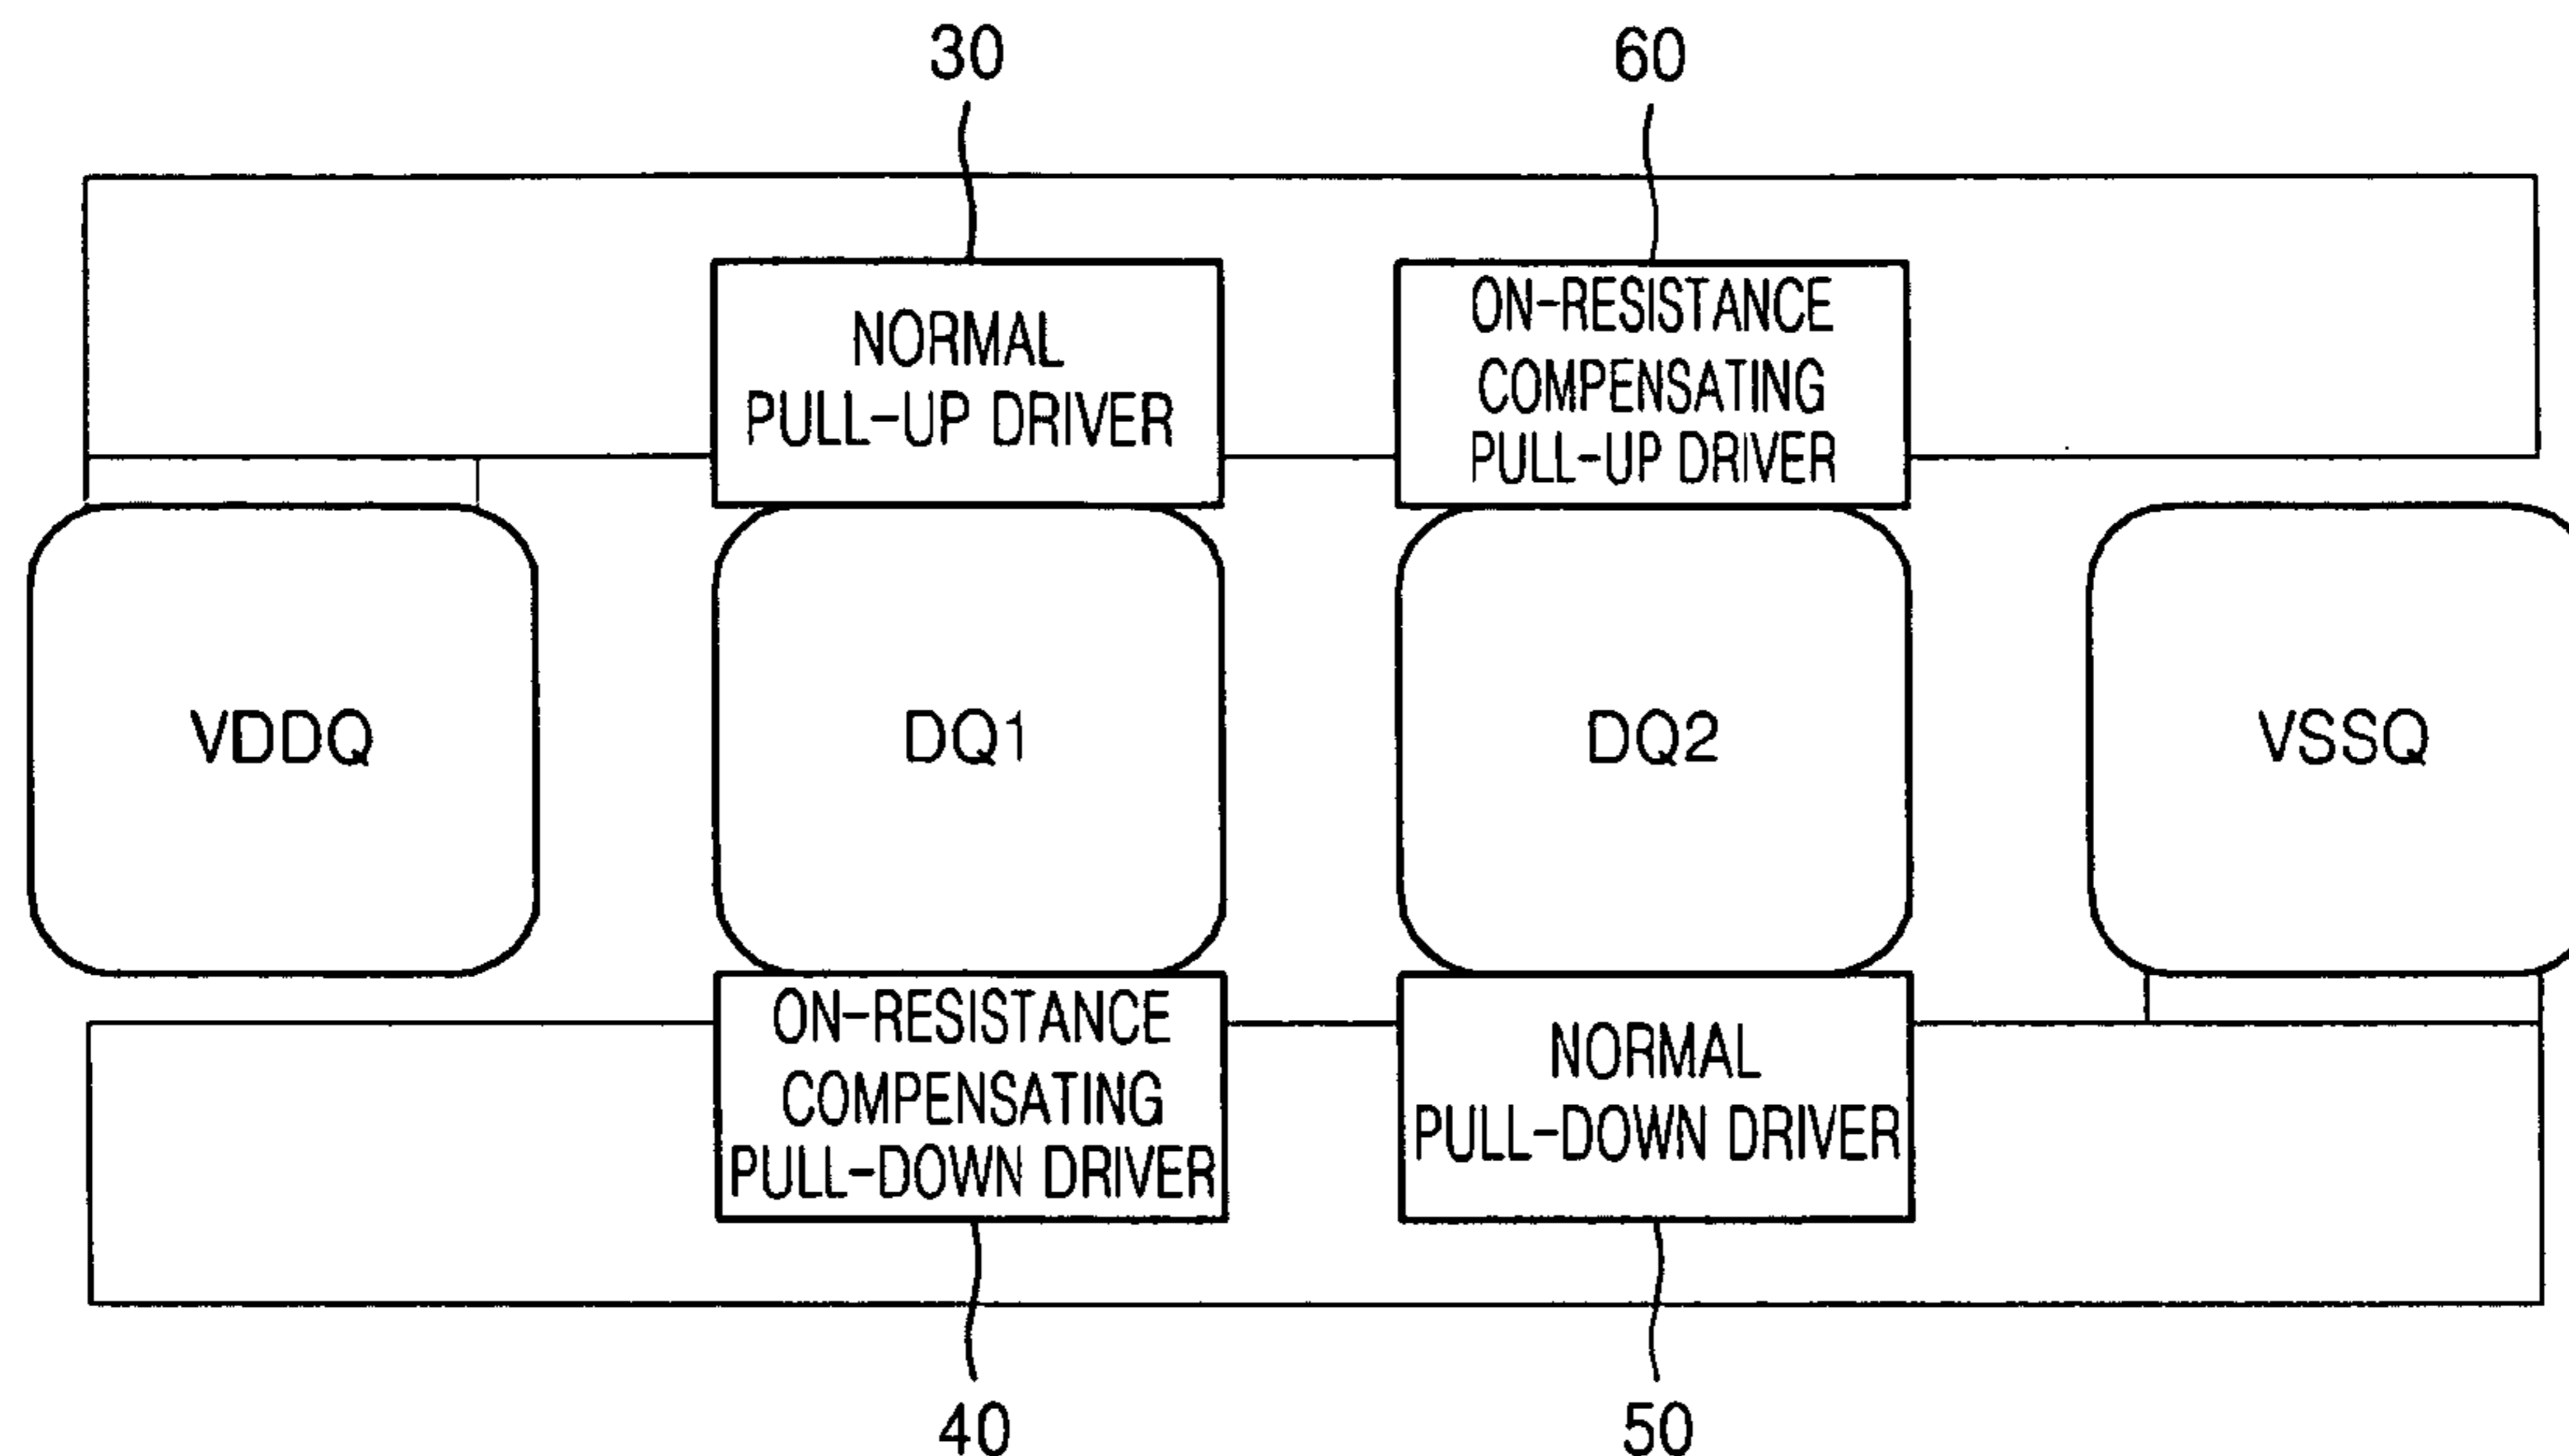 30
60
NORMAL
PULL-UP DRIVER
ON-RESISTANCE
COMPENSATING
PULL-UP DRIVER
VDDQ
DQ1
DQ2
VSSQ
ON-RESISTANCE
COMPENSATING
PULL-DOWN DRIVER
NORMAL
PULL-DOWN DRIVER
40
50